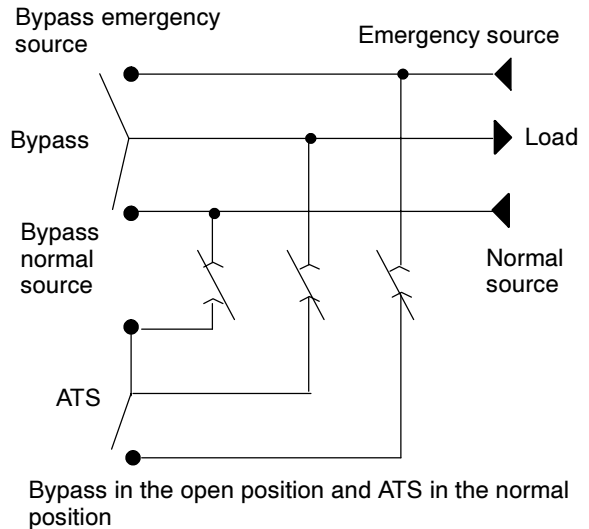 Bypass emergency
source
Emergency source
Bypass
Load
Bypass
normal
source
Normal
source
ATS
Bypass in the open position and ATS in the normal
position